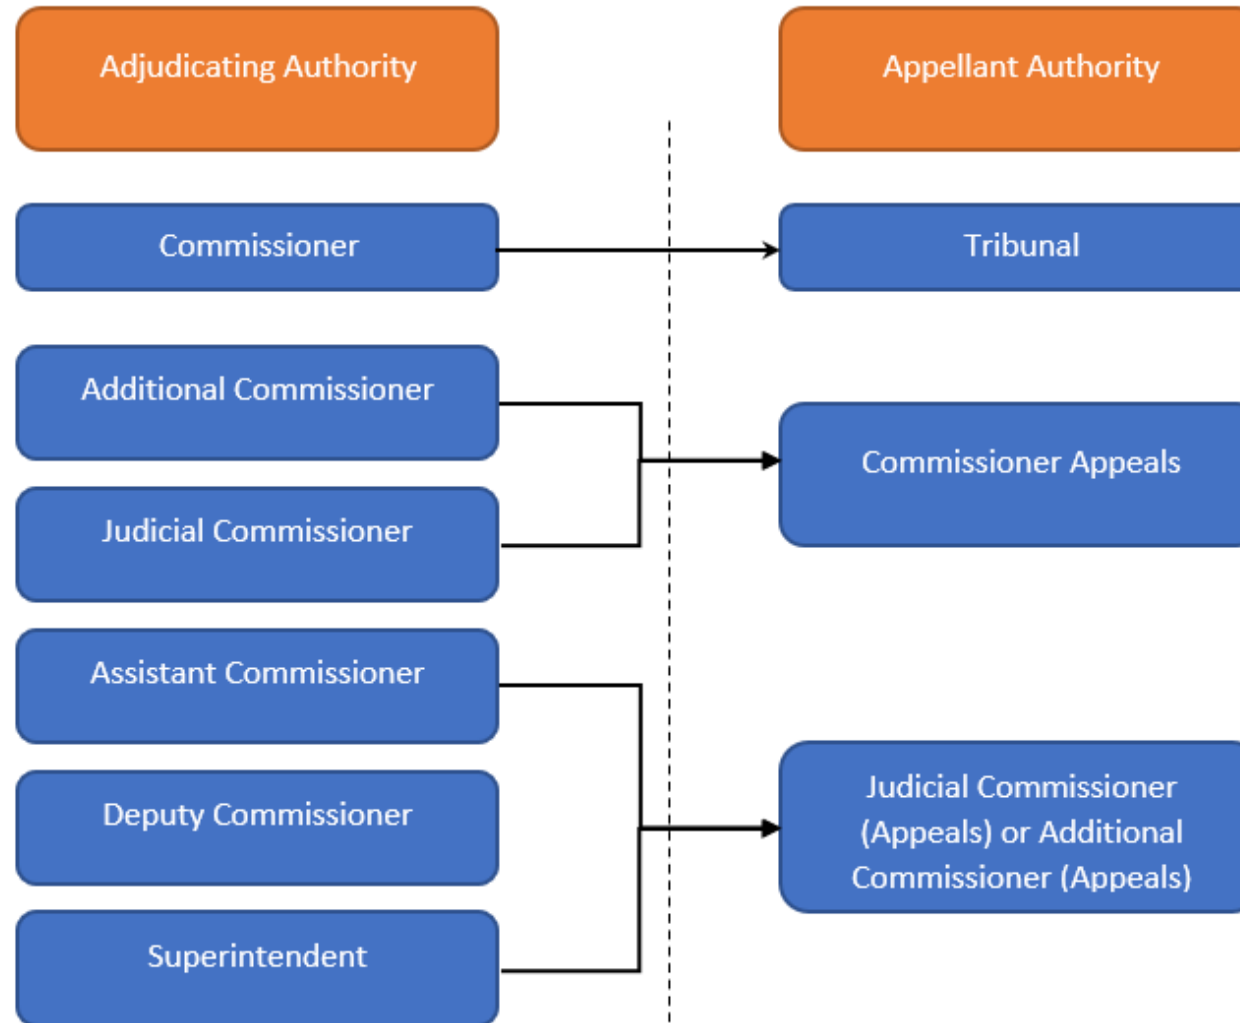 Adjudicating Authority
Appellant Authority
Commissioner
Tribunal
Additional Commissioner
Commissioner Appeals
Judicial Commissioner
Assistant Commissioner
Deputy Commissioner
Judicial Commissioner
(Appeals) or Additional
Commissioner (Appeals)
Superintendent